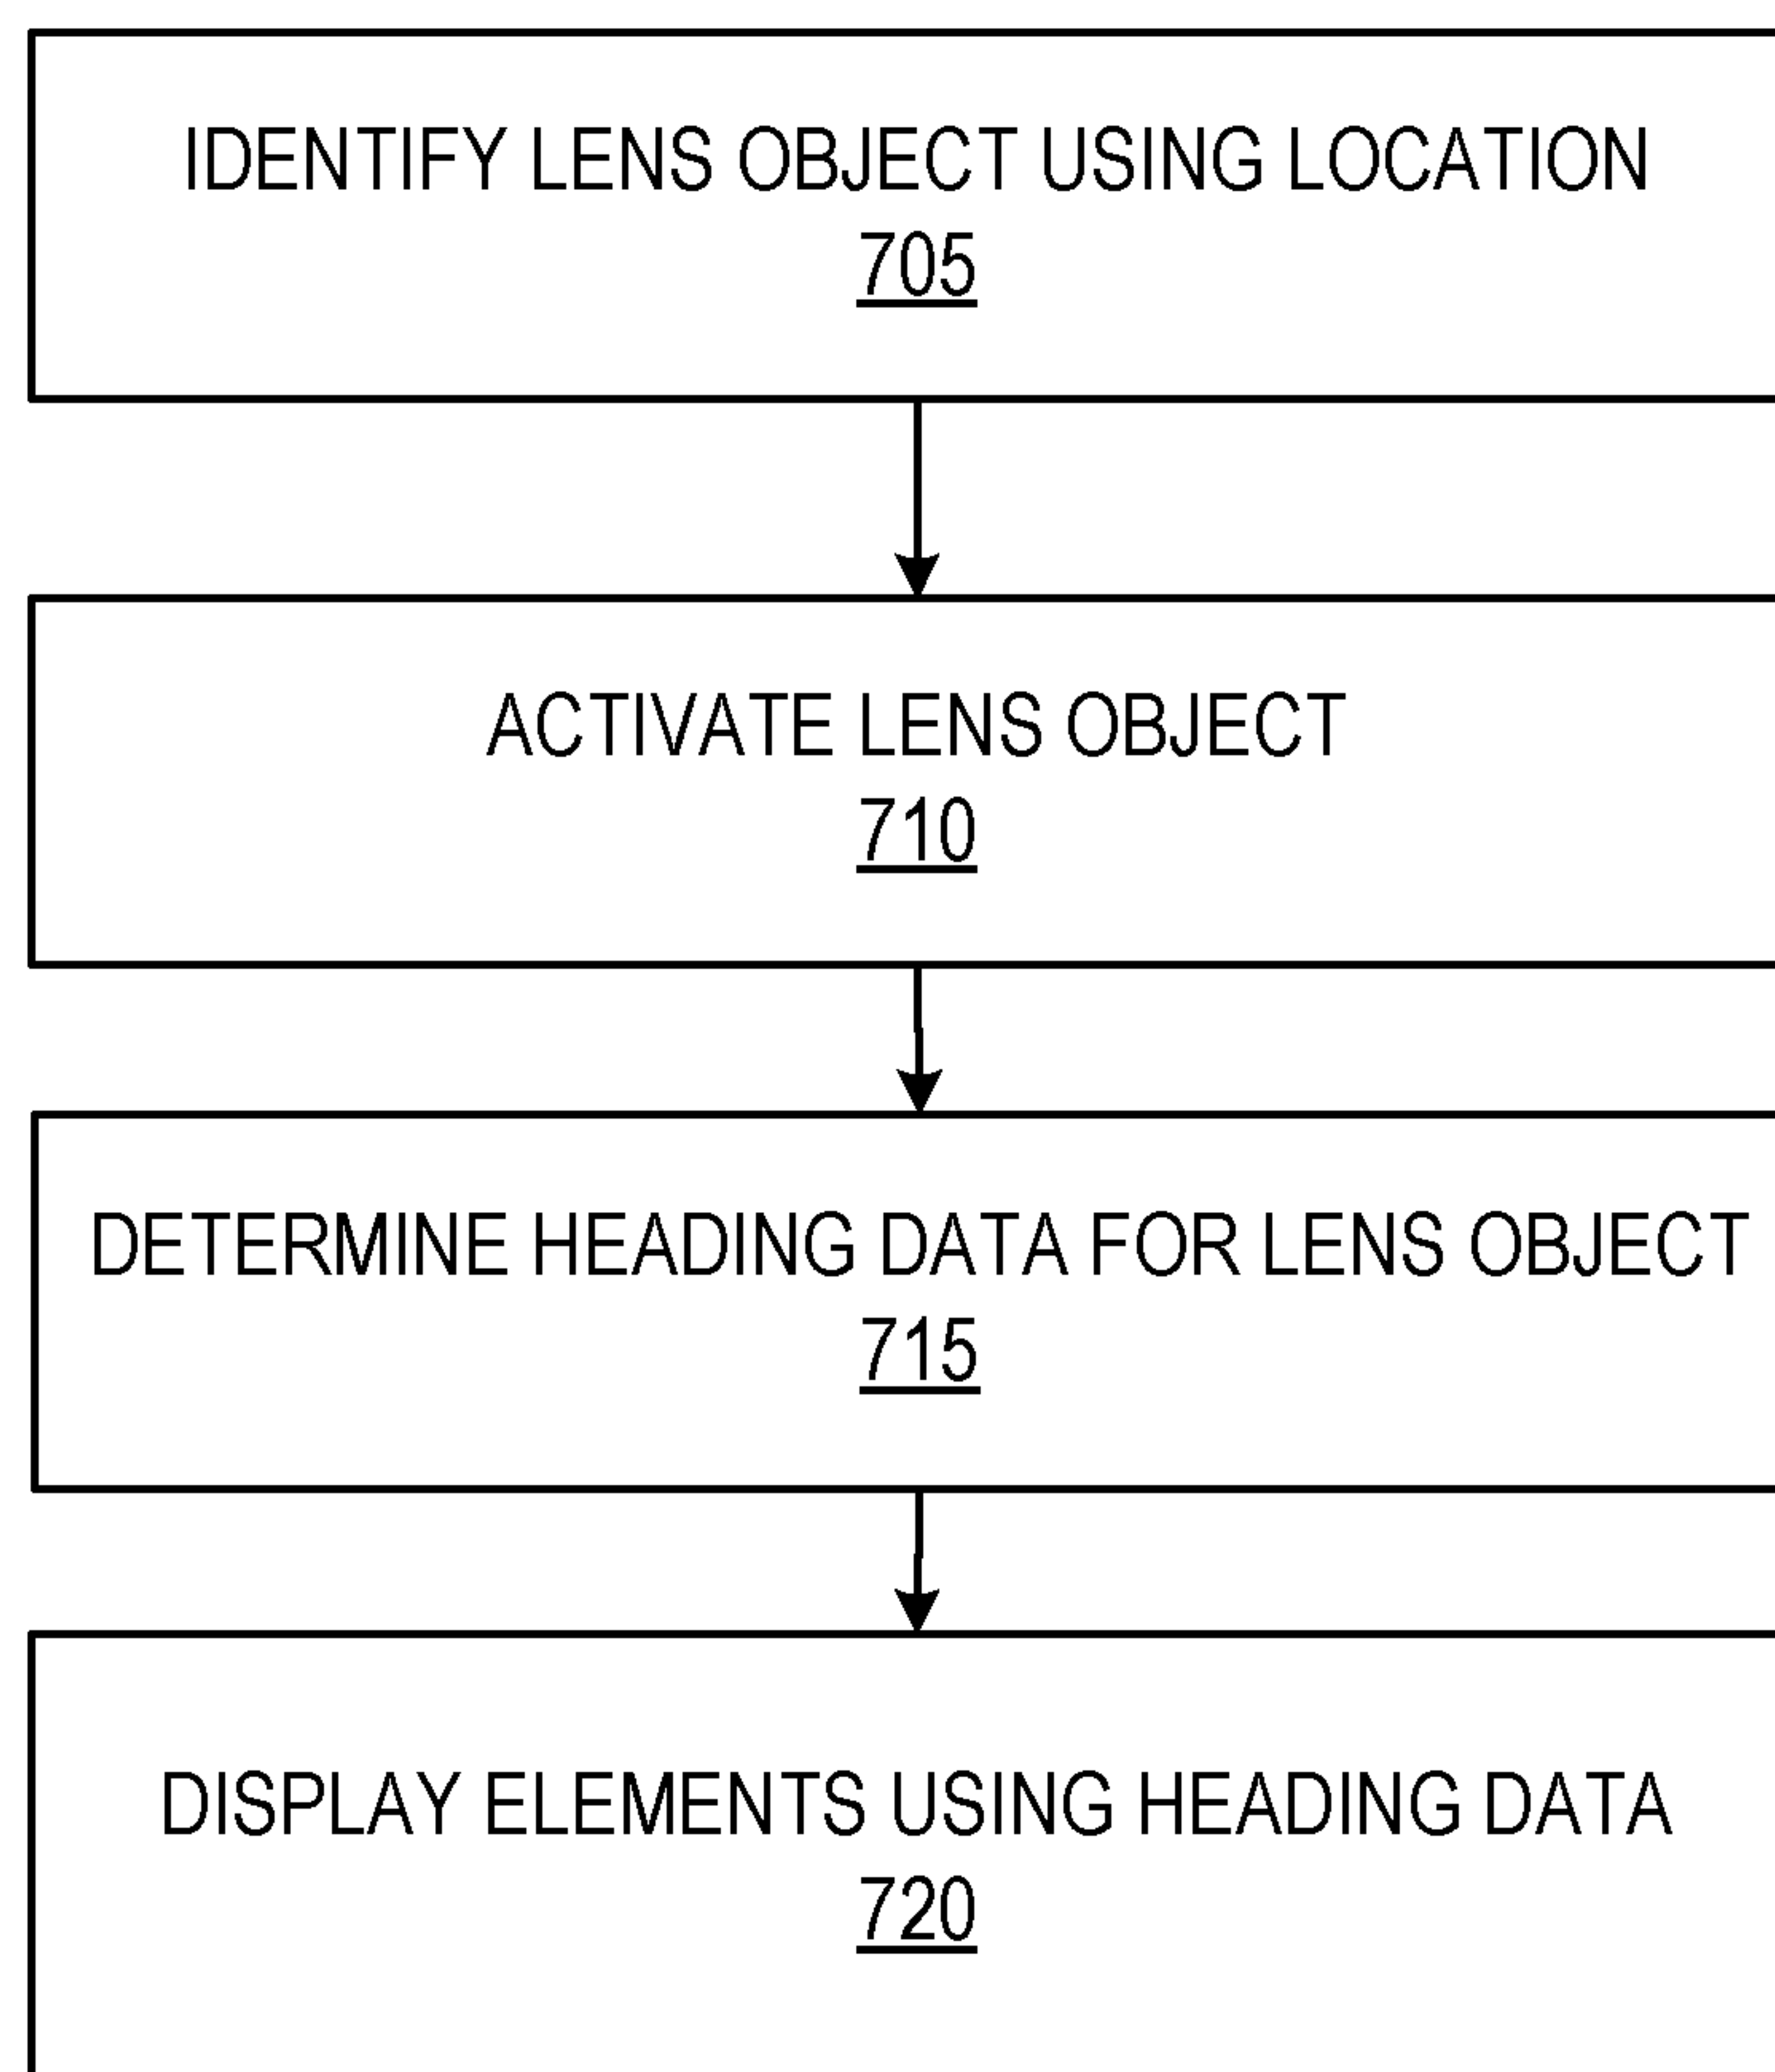 IDENTIFY LENS OBJECT USING LOCATION
705
ACTIVATE LENS OBJECT
710
DETERMINE HEADING DATA FOR LENS OBJECT
715
DISPLAY ELEMENTS USING HEADING DATA
720